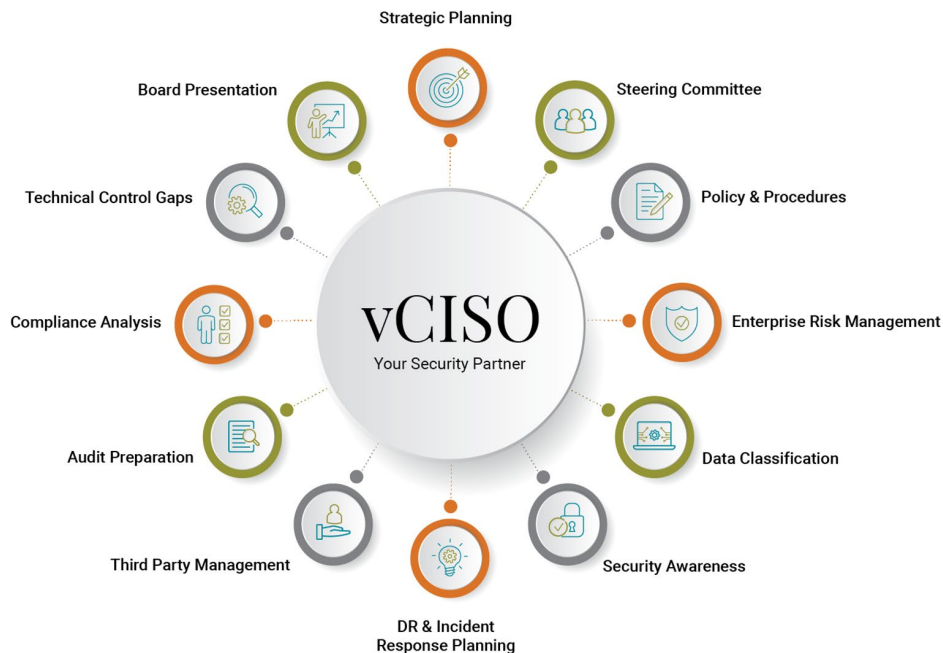 Strategic Planning
Board Presentation
Steering Committee
Technical Control Gaps
Policy & Procedures
vCISO
Your Security Partner
Compliance Analysis
Enterprise Risk Management
Audit Preparation
Data Classification
Third Party Management
Security Awareness
DR & Incident
Response Planning